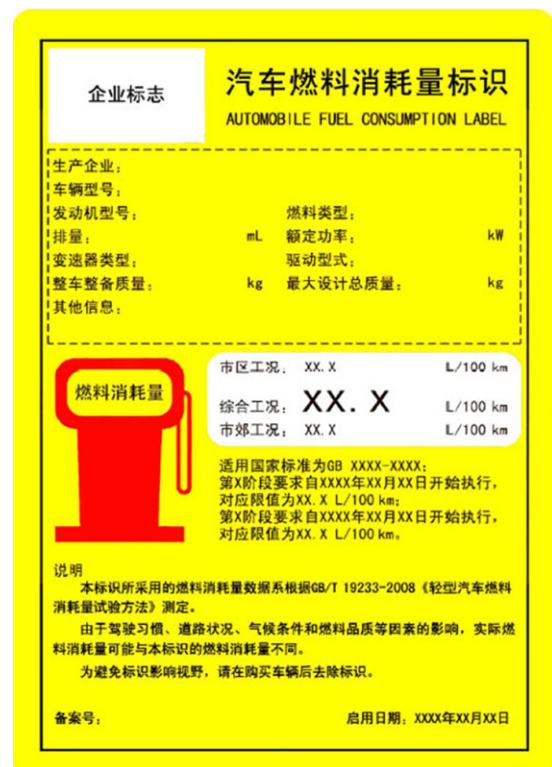 企业标志
汽车燃料消耗量标识
AUTOMOBILE FUEL CONSUMPTION LABEL
生产企业：
车辆型号：
发动机型号： 燃料类型：
排量： mL 额定功率： kW
变速器类型： 驱动型式：
整车整备质量： kg 最大设计总质量： kg
其他信息：
燃料消耗量
市区工况： XX.X L/100 km
综合工况： XX.X L/100 km
市郊工况： XX.X L/100 km
适用国家标准为GB XXXX-XXXX；
第X阶段要求自XXXX年XX月XX日开始执行，
对应限值为XX.X L/100 km；
第X阶段要求自XXXX年XX月XX日开始执行，
对应限值为XX.X L/100 km。
说明
本标识所采用的燃料消耗量数据系根据GB/T 19233-2008《轻型汽车燃料
消耗量试验方法》测定。
由于驾驶习惯、道路状况、气候条件和燃料品质等因素的影响，实际燃
料消耗量可能与本标识的燃料消耗量不同。
为避免标识影响视野，请在购买车辆后去除标识。
备案号： 启用日期：XXXX年XX月XX日